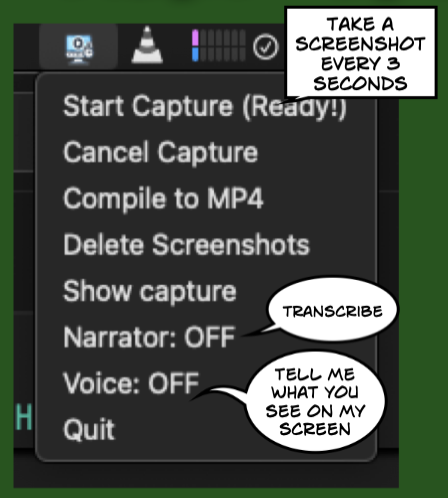 TAKE A
SCREENSHOT
EVERY 3
SECONDS
Start Capture (Ready!)
Cancel Capture
Compile to MP4
Delete Screenshots
Show capture
TRANSCRIBE
Narrator: OFF
Voice: OFF
TELL ME
WHAT YOU
SEE ON MY
SCREEN
H
Quit